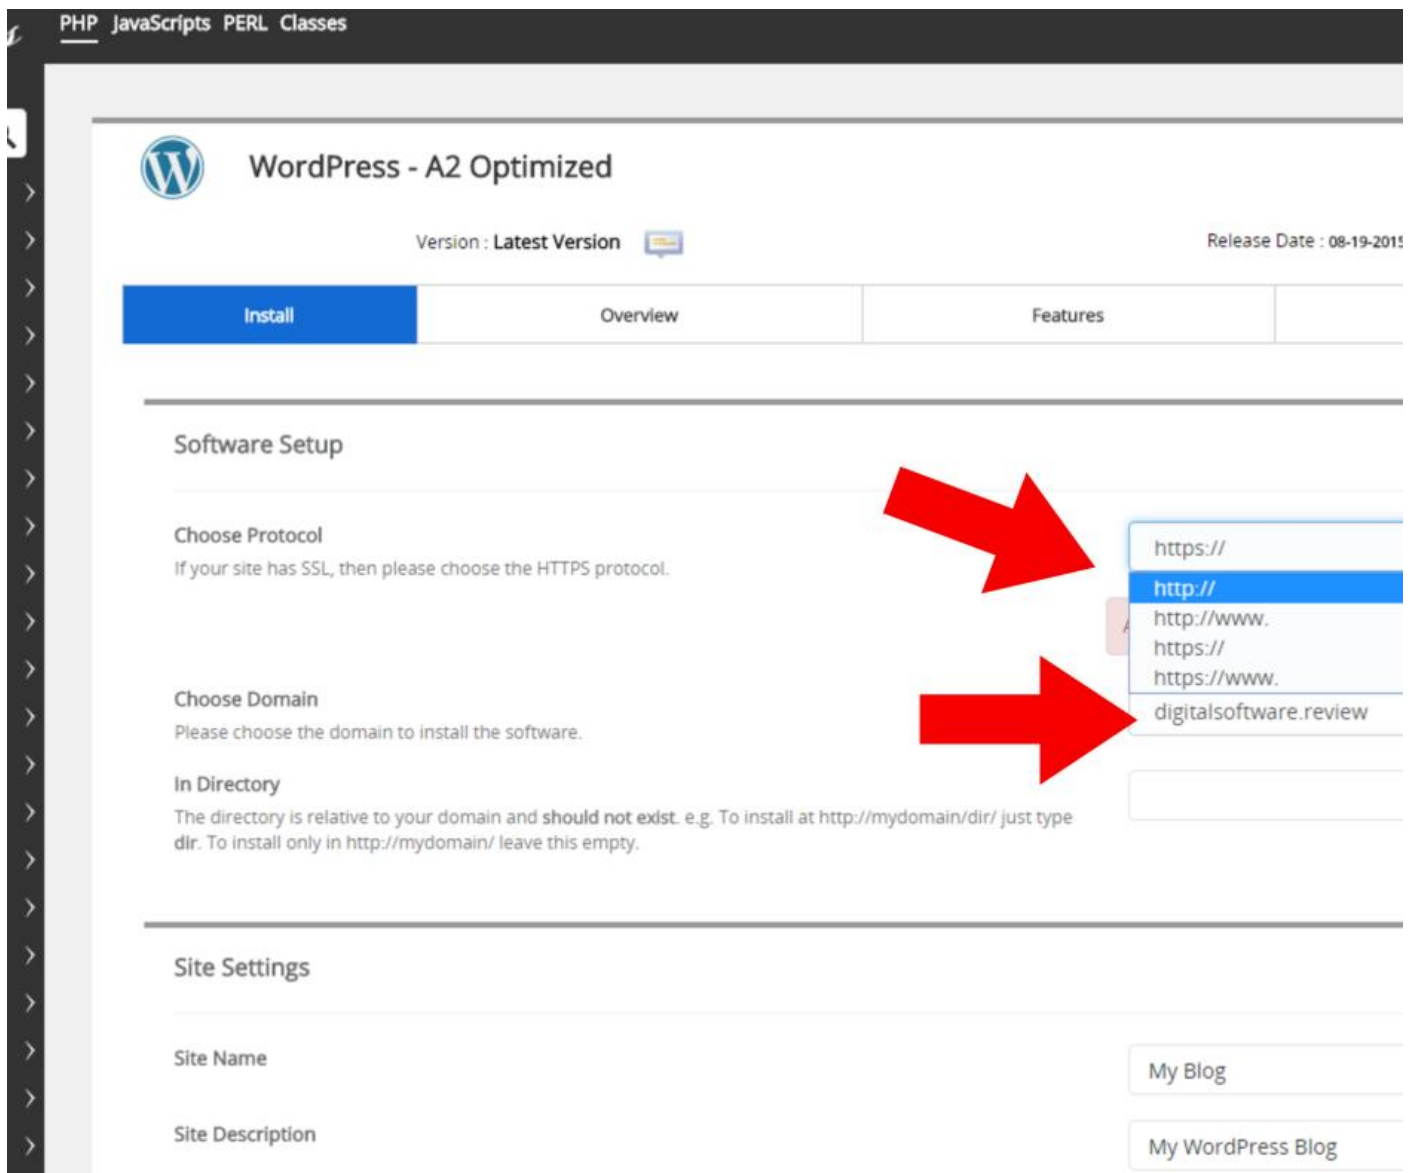 PHP JavaScripts PERL Classes
WordPress - A2 Optimized
Version : Latest Version
Release Date : 08-19-2015
Install
Overview
Features
Software Setup
Choose Protocol
If your site has SSL, then please choose the HTTPS protocol.
https://
http://
http://www.
https://
https://www.
Choose Domain
Please choose the domain to install the software.
digitalsoftware.review
In Directory
The directory is relative to your domain and should not exist. e.g. To install at http://mydomain/dir/ just type
dir. To install only in http://mydomain/ leave this empty.
Site Settings
Site Name
My Blog
Site Description
My WordPress Blog